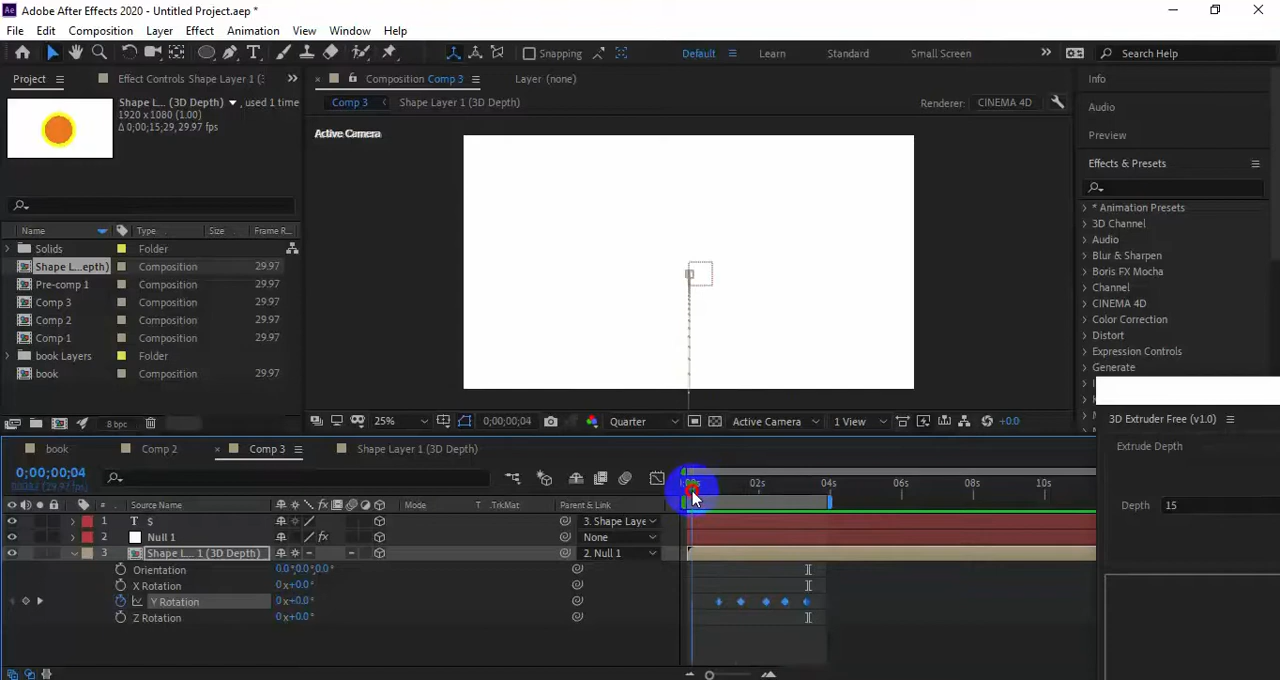 Adobe After Effects 2020 - Untitled Project.aep *
File Edit Composition Layer Effect Animation View Window Help
Snapping Default Learn Standard Small Screen Search Help
Project Effect Controls Shape Layer 1 (: Composition Comp 3 Layer (none) Info
Shape L... (3D Depth) , used 1 time
1920 x 1080 (1.00)
Δ 0;00;15;29, 29.97 fps
Comp 3 Shape Layer 1 (3D Depth) Renderer: CINEMA 4D
Active Camera
Audio
Preview
Effects & Presets
* Animation Presets
3D Channel
Audio
Blur & Sharpen
Boris FX Mocha
Channel
CINEMA 4D
Color Correction
Distort
Expression Controls
Generate
Name Type Size Frame R...
Solids Folder
Shape L...epth) Composition 29.97
Pre-comp 1 Composition 29.97
Comp 3 Composition 29.97
Comp 2 Composition 29.97
Comp 1 Composition 29.97
book Layers Folder
book Composition 29.97
8 bpc
25% 0;00;00;04 Quarter Active Camera 1 View +0.0
3D Extruder Free (v1.0)
Extrude Depth
Depth 15
book Comp 2 Comp 3 Shape Layer 1 (3D Depth)
0;00;00;04
:00s 02s 04s 06s 08s 10s
# Source Name Mode T .TrkMat Parent & Link
1 T $ 3. Shape Laye
2 Null 1 fx None
3 Shape L... 1 (3D Depth) 2. Null 1
Orientation 0.0°,0.0°,0.0°
X Rotation 0x+0.0°
Y Rotation 0x+0.0°
Z Rotation 0x+0.0°